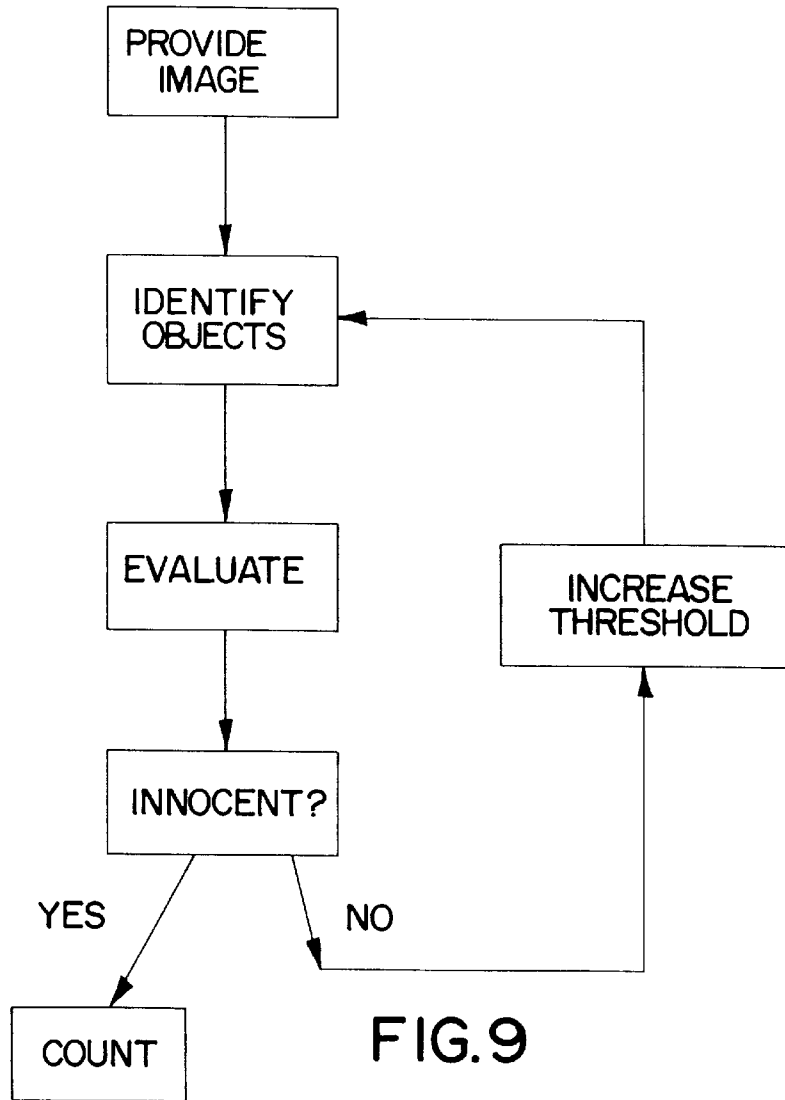 PROVIDE
IMAGE
IDENTIFY
OBJECTS
EVALUATE
INCREASE
THRESHOLD
INNOCENT?
YES
NO
COUNT
FIG.9